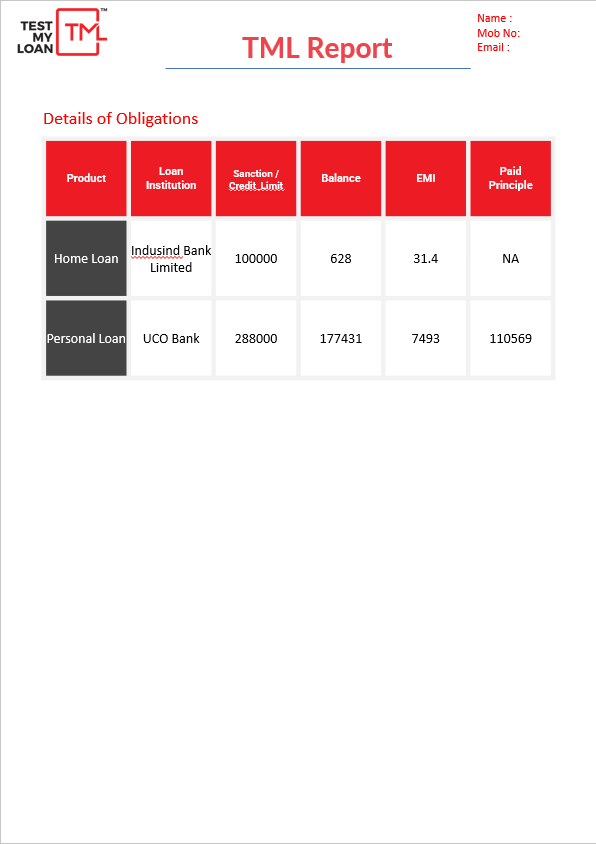 TEST
MY
LOAN
TML
™
TML Report
Name :
Mob No:
Email :
Details of Obligations
Product
Loan
Institution
Sanction /
Credit Limit
Balance
EMI
Paid
Principle
Home Loan
Indusind Bank
Limited
100000
628
31.4
NA
Personal Loan
UCO Bank
288000
177431
7493
110569